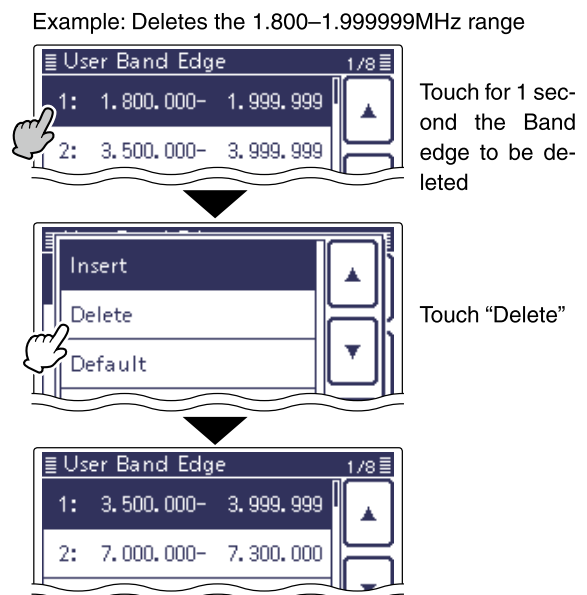 Example: Deletes the 1.800–1.999999MHz range
User Band Edge 1/8
1: 1.800.000- 1.999.999
2: 3.500.000- 3.999.999
Touch for 1 sec-
ond the Band
edge to be de-
leted
Insert
Delete
Default
Touch “Delete”
User Band Edge 1/8
1: 3.500.000- 3.999.999
2: 7.000.000- 7.300.000